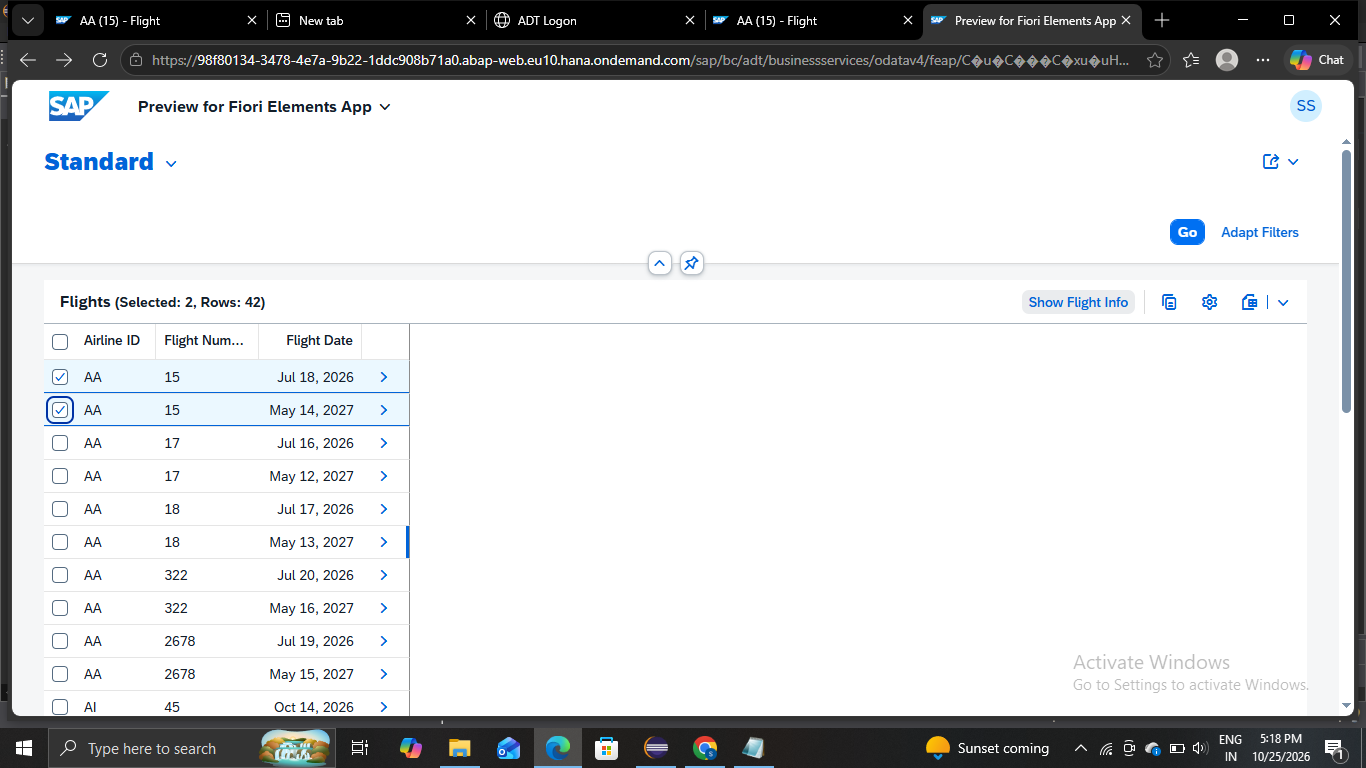 AA (15) - Flight
New tab
ADT Logon
AA (15) - Flight
Preview for Fiori Elements App
https://98f80134-3478-4e7a-9b22-1ddc908b71a0.abap-web.eu10.hana.ondemand.com/sap/bc/adt/businessservices/odatav4/feap/C�u�C���C�xu�uH...
Chat
SAP Preview for Fiori Elements App
SS
Standard
Go Adapt Filters
Flights (Selected: 2, Rows: 42)
Show Flight Info
Airline ID Flight Num... Flight Date
AA 15 Jul 18, 2026
AA 15 May 14, 2027
AA 17 Jul 16, 2026
AA 17 May 12, 2027
AA 18 Jul 17, 2026
AA 18 May 13, 2027
AA 322 Jul 20, 2026
AA 322 May 16, 2027
AA 2678 Jul 19, 2026
AA 2678 May 15, 2027
AI 45 Oct 14, 2026
Activate Windows
Go to Settings to activate Windows.
Type here to search
Sunset coming
ENG
IN
5:18 PM
10/25/2026
1